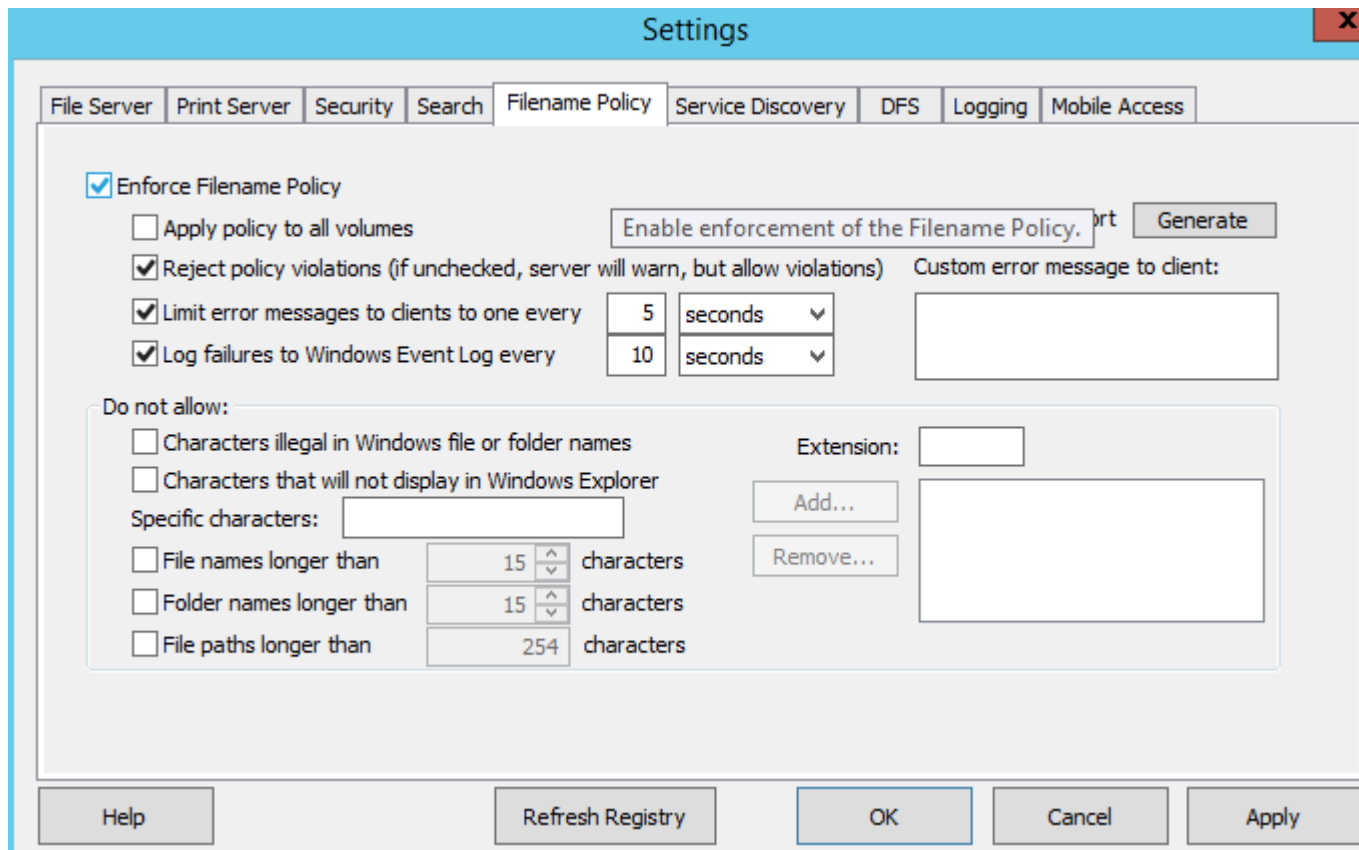 Settings
X
File Server Print Server Security Search Filename Policy Service Discovery DFS Logging Mobile Access
Enforce Filename Policy
Apply policy to all volumes Enable enforcement of the Filename Policy. Generate
Reject policy violations (if unchecked, server will warn, but allow violations) Custom error message to client:
Limit error messages to clients to one every 5 seconds
Log failures to Windows Event Log every 10 seconds
Do not allow:
Characters illegal in Windows file or folder names Extension:
Characters that will not display in Windows Explorer
Add...
Specific characters:
File names longer than 15 characters Remove...
Folder names longer than 15 characters
File paths longer than 254 characters
Help Refresh Registry OK Cancel Apply